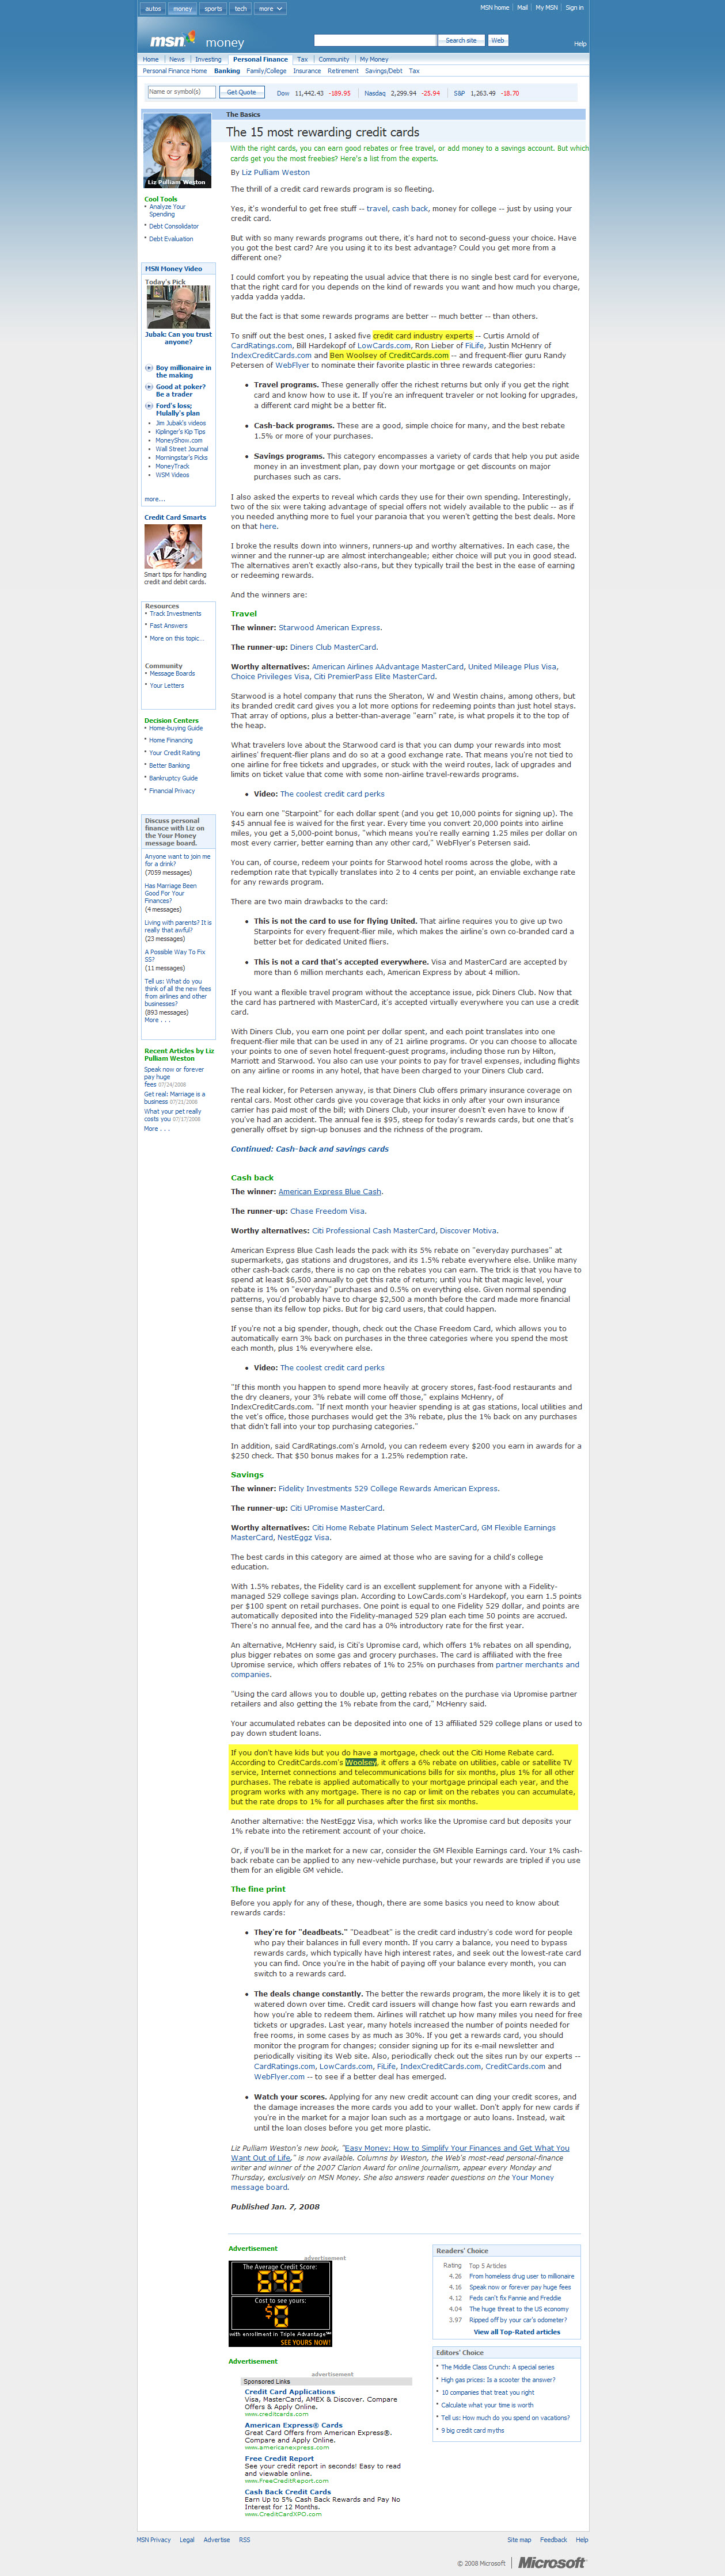 autos money sports tech more
MSN home Mail My MSN Sign in
msn money
Search site Web
Help
Home News Investing Personal Finance Tax Community My Money
Personal Finance Home Banking Family/College Insurance Retirement Savings/Debt Tax
Name or symbol(s) Get Quote Dow 11,442.43 -189.95 Nasdaq 2,299.94 -25.94 S&P 1,263.49 -18.70
Liz Pulliam Weston
Cool Tools
Analyze Your
Spending
Debt Consolidator
Debt Evaluation
MSN Money Video
Today's Pick
Jubak: Can you trust
anyone?
Boy millionaire in
the making
Good at poker?
Be a trader
Ford's loss;
Mulally's plan
Jim Jubak's videos
Kiplinger's Kip Tips
MoneyShow.com
Wall Street Journal
Morningstar's Picks
MoneyTrack
WSM Videos
more...
Credit Card Smarts
Smart tips for handling
credit and debit cards.
Resources
Track Investments
Fast Answers
More on this topic...
Community
Message Boards
Your Letters
Decision Centers
Home-buying Guide
Home Financing
Your Credit Rating
Better Banking
Bankruptcy Guide
Financial Privacy
Discuss personal
finance with Liz on
the Your Money
message board.
Anyone want to join me
for a drink?
(7059 messages)
Has Marriage Been
Good For Your
Finances?
(4 messages)
Living with parents? It is
really that awful?
(23 messages)
A Possible Way To Fix
SS?
(11 messages)
Tell us: What do you
think of all the new fees
from airlines and other
businesses?
(893 messages)
More . . .
Recent Articles by Liz
Pulliam Weston
Speak now or forever
pay huge
fees 07/24/2008
Get real: Marriage is a
business 07/21/2008
What your pet really
costs you 07/17/2008
More . . .
The Basics
The 15 most rewarding credit cards
With the right cards, you can earn good rebates or free travel, or add money to a savings account. But which
cards get you the most freebies? Here's a list from the experts.
By Liz Pulliam Weston
The thrill of a credit card rewards program is so fleeting.
Yes, it's wonderful to get free stuff -- travel, cash back, money for college -- just by using your
credit card.
But with so many rewards programs out there, it's hard not to second-guess your choice. Have
you got the best card? Are you using it to its best advantage? Could you get more from a
different one?
I could comfort you by repeating the usual advice that there is no single best card for everyone,
that the right card for you depends on the kind of rewards you want and how much you charge,
yadda yadda yadda.
But the fact is that some rewards programs are better -- much better -- than others.
To sniff out the best ones, I asked five credit card industry experts -- Curtis Arnold of
CardRatings.com, Bill Hardekopf of LowCards.com, Ron Lieber of FiLife, Justin McHenry of
IndexCreditCards.com and Ben Woolsey of CreditCards.com -- and frequent-flier guru Randy
Petersen of WebFlyer to nominate their favorite plastic in three rewards categories:
Travel programs. These generally offer the richest returns but only if you get the right
card and know how to use it. If you're an infrequent traveler or not looking for upgrades,
a different card might be a better fit.
Cash-back programs. These are a good, simple choice for many, and the best rebate
1.5% or more of your purchases.
Savings programs. This category encompasses a variety of cards that help you put aside
money in an investment plan, pay down your mortgage or get discounts on major
purchases such as cars.
I also asked the experts to reveal which cards they use for their own spending. Interestingly,
two of the six were taking advantage of special offers not widely available to the public -- as if
you needed anything more to fuel your paranoia that you weren't getting the best deals. More
on that here.
I broke the results down into winners, runners-up and worthy alternatives. In each case, the
winner and the runner-up are almost interchangeable; either choice will put you in good stead.
The alternatives aren't exactly also-rans, but they typically trail the best in the ease of earning
or redeeming rewards.
And the winners are:
Travel
The winner: Starwood American Express.
The runner-up: Diners Club MasterCard.
Worthy alternatives: American Airlines AAdvantage MasterCard, United Mileage Plus Visa,
Choice Privileges Visa, Citi PremierPass Elite MasterCard.
Starwood is a hotel company that runs the Sheraton, W and Westin chains, among others, but
its branded credit card gives you a lot more options for redeeming points than just hotel stays.
That array of options, plus a better-than-average "earn" rate, is what propels it to the top of
the heap.
What travelers love about the Starwood card is that you can dump your rewards into most
airlines' frequent-flier plans and do so at a good exchange rate. That means you're not tied to
one airline for free tickets and upgrades, or stuck with the weird routes, lack of upgrades and
limits on ticket value that come with some non-airline travel-rewards programs.
Video: The coolest credit card perks
You earn one "Starpoint" for each dollar spent (and you get 10,000 points for signing up). The
$45 annual fee is waived for the first year. Every time you convert 20,000 points into airline
miles, you get a 5,000-point bonus, "which means you're really earning 1.25 miles per dollar on
most every carrier, better earning than any other card," WebFlyer's Petersen said.
You can, of course, redeem your points for Starwood hotel rooms across the globe, with a
redemption rate that typically translates into 2 to 4 cents per point, an enviable exchange rate
for any rewards program.
There are two main drawbacks to the card:
This is not the card to use for flying United. That airline requires you to give up two
Starpoints for every frequent-flier mile, which makes the airline's own co-branded card a
better bet for dedicated United fliers.
This is not a card that's accepted everywhere. Visa and MasterCard are accepted by
more than 6 million merchants each, American Express by about 4 million.
If you want a flexible travel program without the acceptance issue, pick Diners Club. Now that
the card has partnered with MasterCard, it's accepted virtually everywhere you can use a credit
card.
With Diners Club, you earn one point per dollar spent, and each point translates into one
frequent-flier mile that can be used in any of 21 airline programs. Or you can choose to allocate
your points to one of seven hotel frequent-guest programs, including those run by Hilton,
Marriott and Starwood. You also can use your points to pay for travel expenses, including flights
on any airline or rooms in any hotel, that have been charged to your Diners Club card.
The real kicker, for Petersen anyway, is that Diners Club offers primary insurance coverage on
rental cars. Most other cards give you coverage that kicks in only after your own insurance
carrier has paid most of the bill; with Diners Club, your insurer doesn't even have to know if
you've had an accident. The annual fee is $95, steep for today's rewards cards, but one that's
generally offset by sign-up bonuses and the richness of the program.
Continued: Cash-back and savings cards
Cash back
The winner: American Express Blue Cash.
The runner-up: Chase Freedom Visa.
Worthy alternatives: Citi Professional Cash MasterCard, Discover Motiva.
American Express Blue Cash leads the pack with its 5% rebate on "everyday purchases" at
supermarkets, gas stations and drugstores, and its 1.5% rebate everywhere else. Unlike many
other cash-back cards, there is no cap on the rebates you can earn. The trick is that you have to
spend at least $6,500 annually to get this rate of return; until you hit that magic level, your
rebate is 1% on "everyday" purchases and 0.5% on everything else. Given normal spending
patterns, you'd probably have to charge $2,500 a month before the card made more financial
sense than its fellow top picks. But for big card users, that could happen.
If you're not a big spender, though, check out the Chase Freedom Card, which allows you to
automatically earn 3% back on purchases in the three categories where you spend the most
each month, plus 1% everywhere else.
Video: The coolest credit card perks
"If this month you happen to spend more heavily at grocery stores, fast-food restaurants and
the dry cleaners, your 3% rebate will come off those," explains McHenry, of
IndexCreditCards.com. "If next month your heavier spending is at gas stations, local utilities and
the vet's office, those purchases would get the 3% rebate, plus the 1% back on any purchases
that didn't fall into your top purchasing categories."
In addition, said CardRatings.com's Arnold, you can redeem every $200 you earn in awards for a
$250 check. That $50 bonus makes for a 1.25% redemption rate.
Savings
The winner: Fidelity Investments 529 College Rewards American Express.
The runner-up: Citi UPromise MasterCard.
Worthy alternatives: Citi Home Rebate Platinum Select MasterCard, GM Flexible Earnings
MasterCard, NestEggz Visa.
The best cards in this category are aimed at those who are saving for a child's college
education.
With 1.5% rebates, the Fidelity card is an excellent supplement for anyone with a Fidelity-
managed 529 college savings plan. According to LowCards.com's Hardekopf, you earn 1.5 points
per $100 spent on retail purchases. One point is equal to one Fidelity 529 dollar, and points are
automatically deposited into the Fidelity-managed 529 plan each time 50 points are accrued.
There's no annual fee, and the card has a 0% introductory rate for the first year.
An alternative, McHenry said, is Citi's Upromise card, which offers 1% rebates on all spending,
plus bigger rebates on some gas and grocery purchases. The card is affiliated with the free
Upromise service, which offers rebates of 1% to 25% on purchases from partner merchants and
companies.
"Using the card allows you to double up, getting rebates on the purchase via Upromise partner
retailers and also getting the 1% rebate from the card," McHenry said.
Your accumulated rebates can be deposited into one of 13 affiliated 529 college plans or used to
pay down student loans.
If you don't have kids but you do have a mortgage, check out the Citi Home Rebate card.
According to CreditCards.com's Woolsey, it offers a 6% rebate on utilities, cable or satellite TV
service, Internet connections and telecommunications bills for six months, plus 1% for all other
purchases. The rebate is applied automatically to your mortgage principal each year, and the
program works with any mortgage. There is no cap or limit on the rebates you can accumulate,
but the rate drops to 1% for all purchases after the first six months.
Another alternative: the NestEggz Visa, which works like the Upromise card but deposits your
1% rebate into the retirement account of your choice.
Or, if you'll be in the market for a new car, consider the GM Flexible Earnings card. Your 1% cash-
back rebate can be applied to any new-vehicle purchase, but your rewards are tripled if you use
them for an eligible GM vehicle.
The fine print
Before you apply for any of these, though, there are some basics you need to know about
rewards cards:
They're for "deadbeats." "Deadbeat" is the credit card industry's code word for people
who pay their balances in full every month. If you carry a balance, you need to bypass
rewards cards, which typically have high interest rates, and seek out the lowest-rate card
you can find. Once you're in the habit of paying off your balance every month, you can
switch to a rewards card.
The deals change constantly. The better the rewards program, the more likely it is to get
watered down over time. Credit card issuers will change how fast you earn rewards and
how you're able to redeem them. Airlines will ratchet up how many miles you need for free
tickets or upgrades. Last year, many hotels increased the number of points needed for
free rooms, in some cases by as much as 30%. If you get a rewards card, you should
monitor the program for changes; consider signing up for its e-mail newsletter and
periodically visiting its Web site. Also, periodically check out the sites run by our experts --
CardRatings.com, LowCards.com, FiLife, IndexCreditCards.com, CreditCards.com and
WebFlyer.com -- to see if a better deal has emerged.
Watch your scores. Applying for any new credit account can ding your credit scores, and
the damage increases the more cards you add to your wallet. Don't apply for new cards if
you're in the market for a major loan such as a mortgage or auto loans. Instead, wait
until the loan closes before you get more plastic.
Liz Pulliam Weston's new book, "Easy Money: How to Simplify Your Finances and Get What You
Want Out of Life," is now available. Columns by Weston, the Web's most-read personal-finance
writer and winner of the 2007 Clarion Award for online journalism, appear every Monday and
Thursday, exclusively on MSN Money. She also answers reader questions on the Your Money
message board.
Published Jan. 7, 2008
Advertisement
advertisement
The Average Credit Score:
692
Cost to see yours:
$0
with enrollment in Triple Advantage℠
SEE YOURS NOW!
Advertisement
advertisement
Sponsored Links
Credit Card Applications
Visa, MasterCard, AMEX & Discover. Compare
Offers & Apply Online.
www.creditcards.com
American Express® Cards
Great Card Offers from American Express®.
Compare and Apply Online.
www.americanexpress.com
Free Credit Report
See your credit report in seconds! Easy to read
and viewable online.
www.FreeCreditReport.com
Cash Back Credit Cards
Earn Up to 5% Cash Back Rewards and Pay No
Interest for 12 Months.
www.CreditCardXPO.com
Readers' Choice
Rating Top 5 Articles
4.26 From homeless drug user to millionaire
4.16 Speak now or forever pay huge fees
4.12 Feds can't fix Fannie and Freddie
4.04 The huge threat to the US economy
3.97 Ripped off by your car's odometer?
View all Top-Rated articles
Editors' Choice
The Middle Class Crunch: A special series
High gas prices: Is a scooter the answer?
10 companies that treat you right
Calculate what your time is worth
Tell us: How much do you spend on vacations?
9 big credit card myths
MSN Privacy Legal Advertise RSS
Site map Feedback Help
© 2008 Microsoft Microsoft